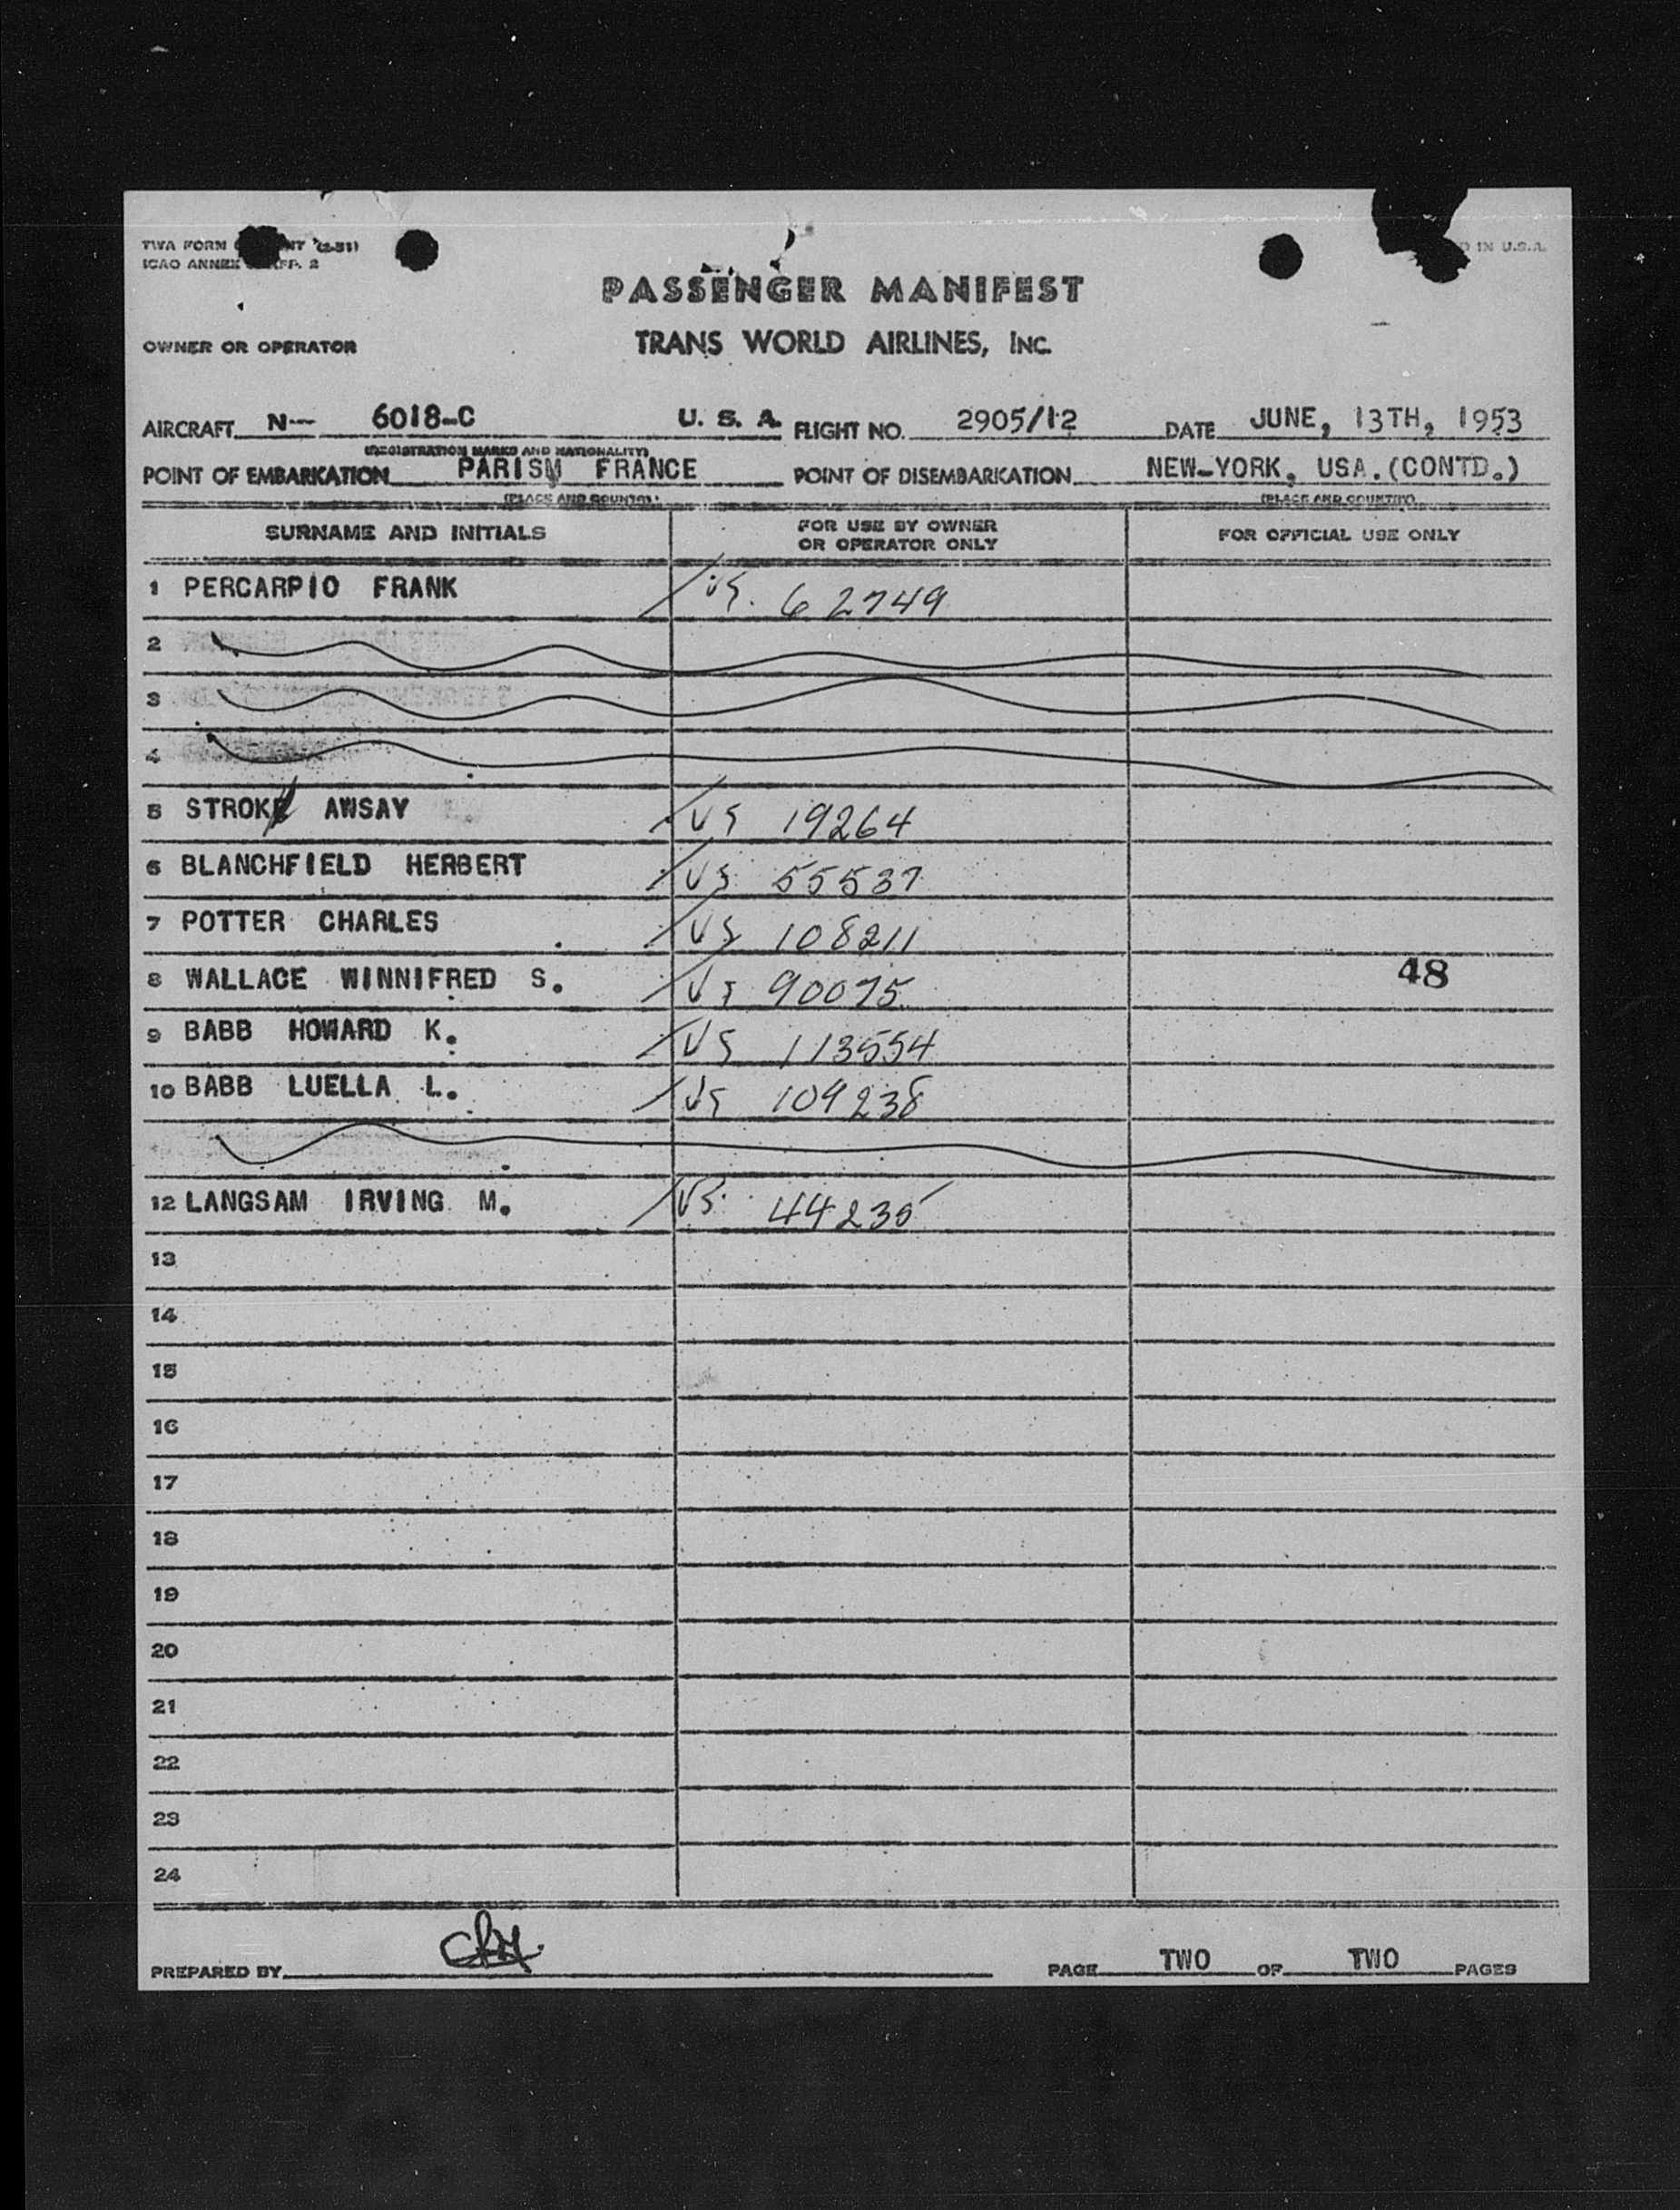 TWA FORM NT (2-51)
ICAO ANNEX 2
D IN U.S.A.
PASSENGER MANIFEST
OWNER OR OPERATOR TRANS WORLD AIRLINES, INC.
AIRCRAFT N-- 6018-C U. S. A. FLIGHT NO. 2905/12 DATE JUNE, 13TH, 1953
(REGISTRATION MARKS AND NATIONALITY)
POINT OF EMBARKATION PARISM FRANCE POINT OF DISEMBARKATION NEW-YORK, USA.(CONTD.)
(PLACE AND COUNTRY) (PLACE AND COUNTRY)
SURNAME AND INITIALS FOR USE BY OWNER OR OPERATOR ONLY FOR OFFICIAL USE ONLY
1 PERCARPIO FRANK US. 62749
2
3
4
5 STROK AWSAY US 19264
6 BLANCHFIELD HERBERT US 55537
7 POTTER CHARLES US 108211
8 WALLACE WINNIFRED S. US 90075 48
9 BABB HOWARD K. US 113554
10 BABB LUELLA L. US 109238
12 LANGSAM IRVING M. US 44235
13
14
15
16
17
18
19
20
21
22
23
24
PREPARED BY PAGE TWO OF TWO PAGES